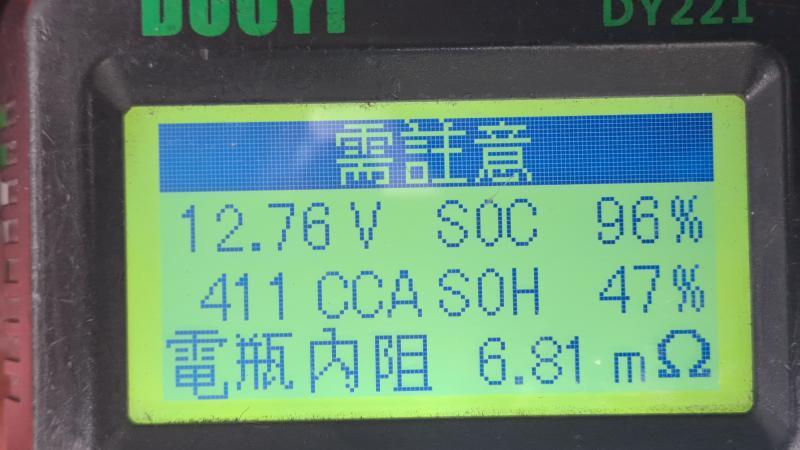 DOUYI DY221
需註意
12.76 V SOC 96%
411 CCA SOH 47%
電瓶內阻 6.81 mΩ